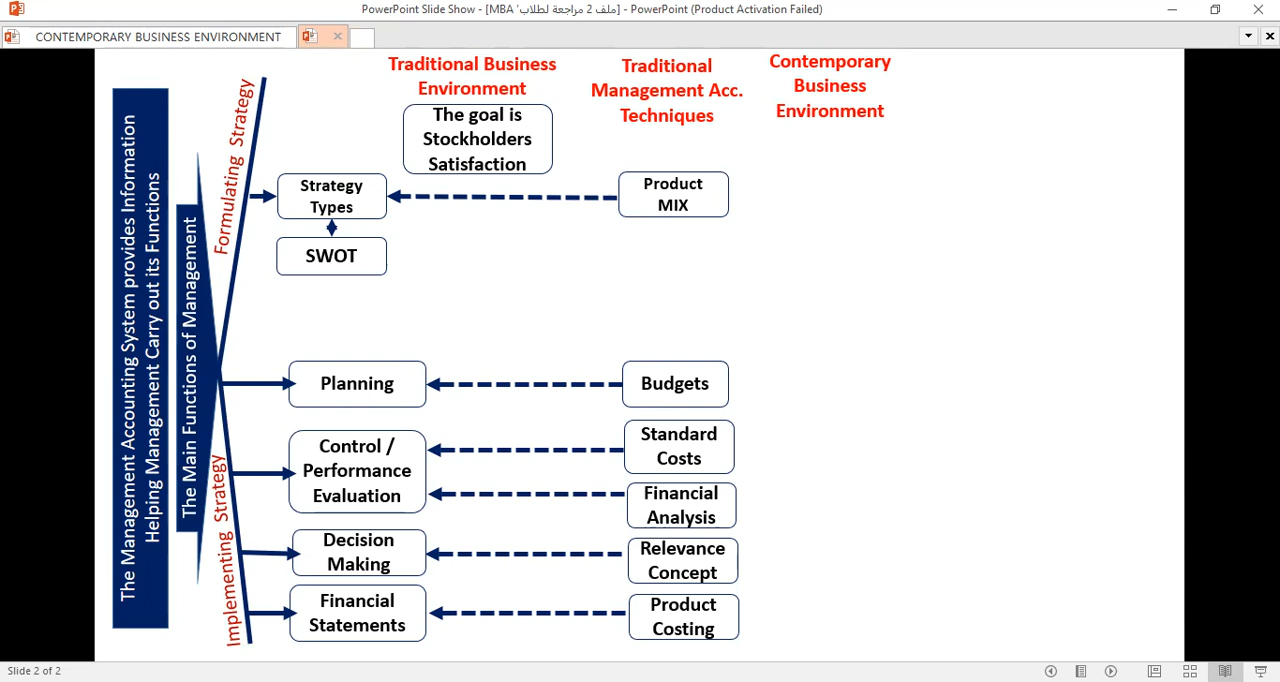 PowerPoint Slide Show - [MBA 'ملف 2 مراجعة لطلاب] - PowerPoint (Product Activation Failed)
CONTEMPORARY BUSINESS ENVIRONMENT
The Management Accounting System provides Information
Helping Management Carry out its Functions
The Main Functions of Management
Formulating Strategy
Implementing Strategy
Traditional Business
Environment
Traditional
Management Acc.
Techniques
Contemporary
Business
Environment
The goal is
Stockholders
Satisfaction
Strategy
Types
Product
MIX
SWOT
Planning
Budgets
Control /
Performance
Evaluation
Standard
Costs
Financial
Analysis
Decision
Making
Relevance
Concept
Financial
Statements
Product
Costing
Slide 2 of 2